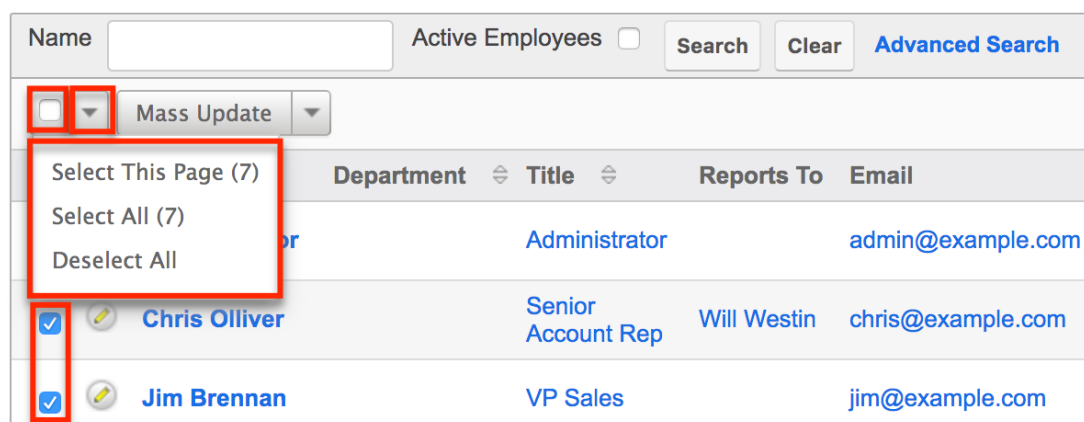 Name Active Employees Search Clear Advanced Search
Mass Update
Select This Page (7)
Select All (7)
Deselect All
Department Title Reports To Email
Administrator admin@example.com
Chris Olliver Senior Account Rep Will Westin chris@example.com
Jim Brennan VP Sales jim@example.com